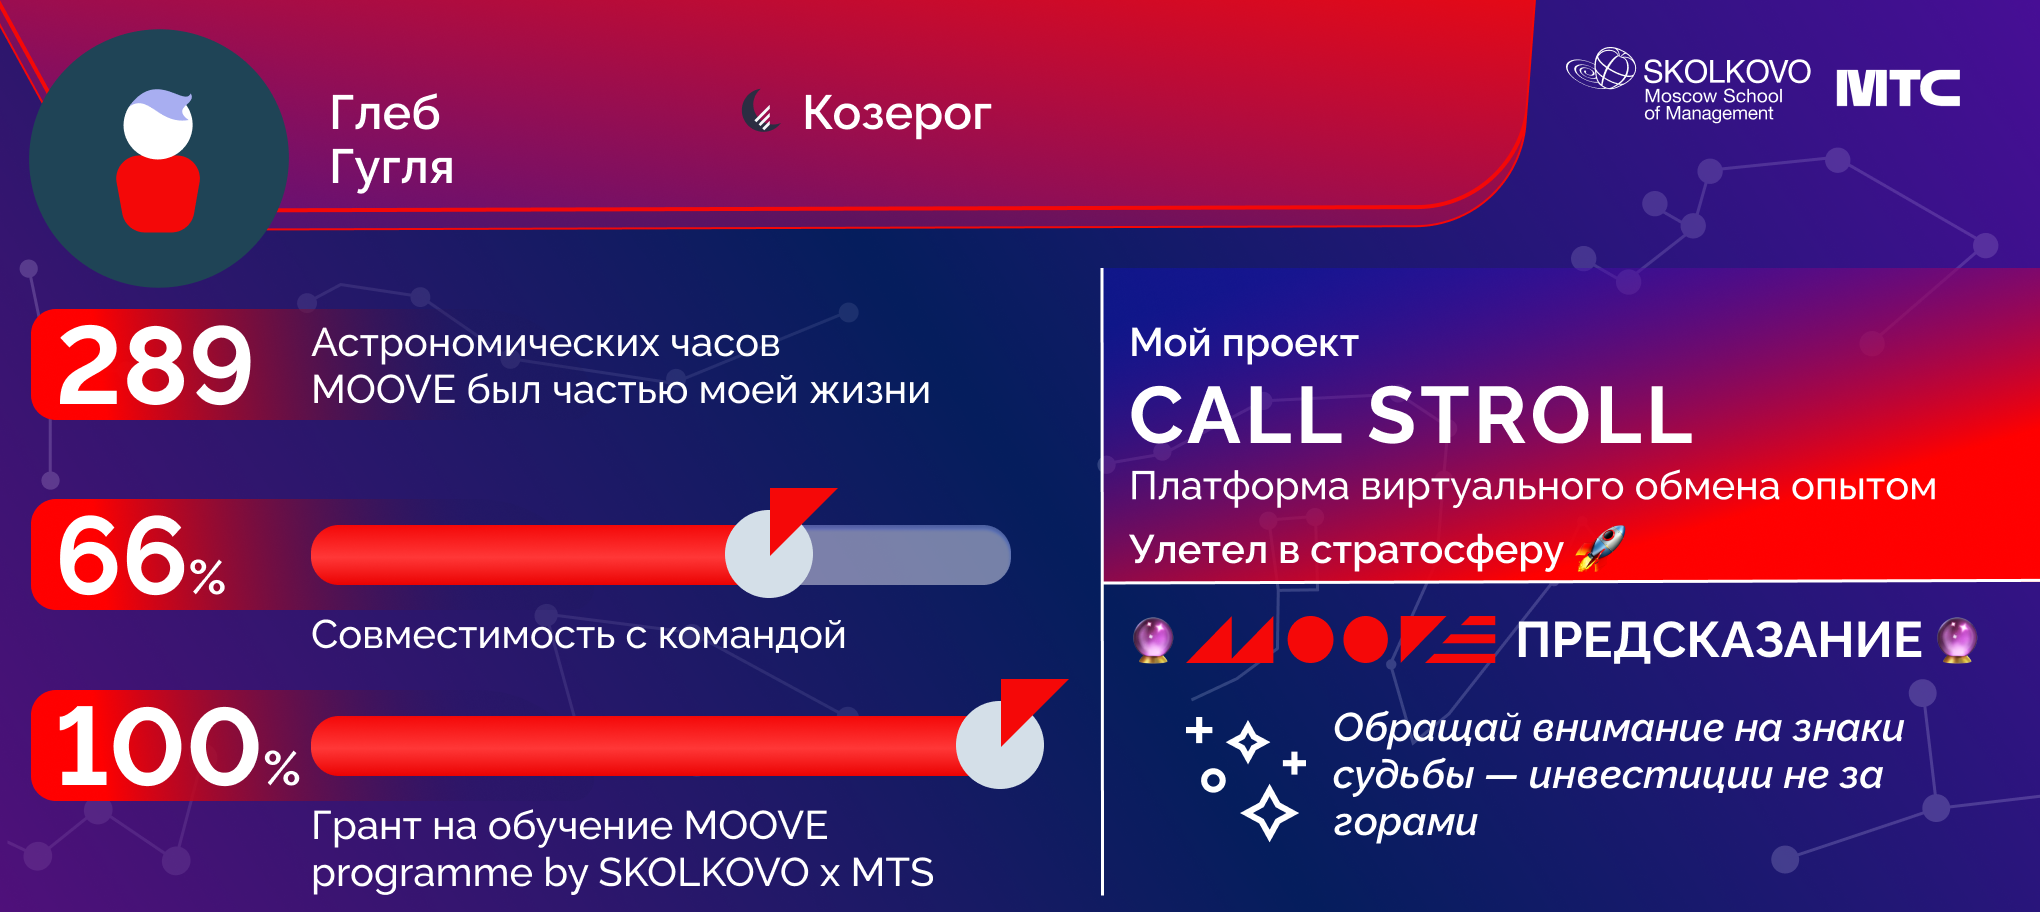 Глеб
Гугля
Козерог
SKOLKOVO
Moscow School
of Management
МТС
289
Астрономических часов
MOOVE был частью моей жизни
66%
Совместимость с командой
100%
Грант на обучение MOOVE
programme by SKOLKOVO x MTS
Мой проект
CALL STROLL
Платформа виртуального обмена опытом
Улетел в стратосферу 🚀
🔮 MOOVE ПРЕДСКАЗАНИЕ 🔮
Обращай внимание на знаки
судьбы — инвестиции не за
горами